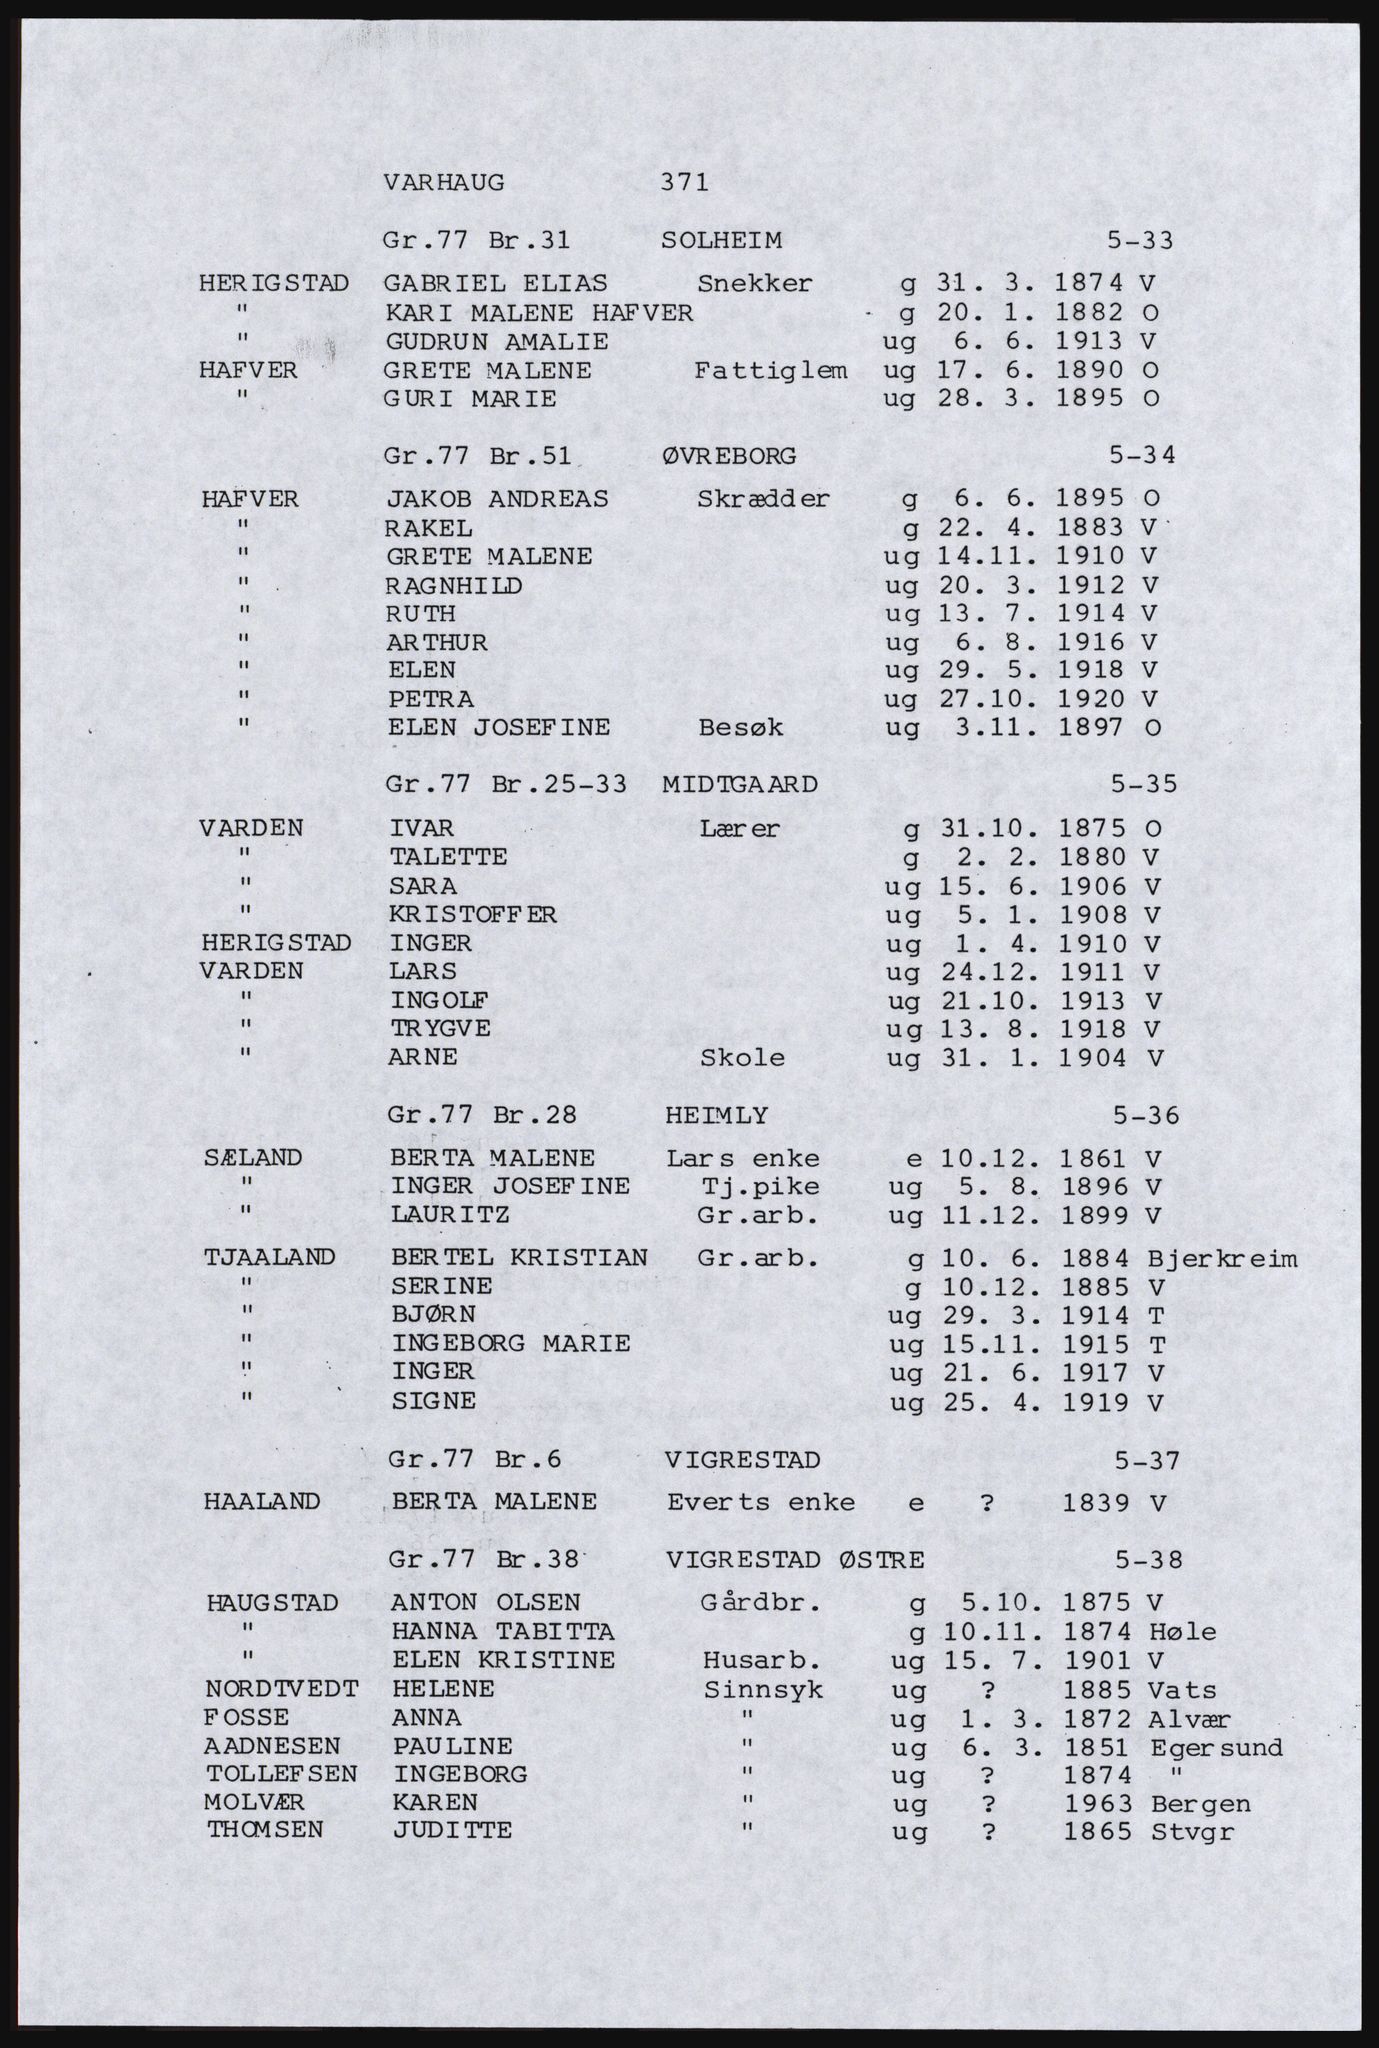 VARHAUG 371
Gr.77 Br.31 SOLHEIM 5-33
HERIGSTAD GABRIEL ELIAS Snekker g 31. 3. 1874 V
" KARI MALENE HAFVER g 20. 1. 1882 O
" GUDRUN AMALIE ug 6. 6. 1913 V
HAFVER GRETE MALENE Fattiglem ug 17. 6. 1890 O
" GURI MARIE ug 28. 3. 1895 O
Gr.77 Br.51 ØVREBORG 5-34
HAFVER JAKOB ANDREAS Skrædder g 6. 6. 1895 O
" RAKEL g 22. 4. 1883 V
" GRETE MALENE ug 14.11. 1910 V
" RAGNHILD ug 20. 3. 1912 V
" RUTH ug 13. 7. 1914 V
" ARTHUR ug 6. 8. 1916 V
" ELEN ug 29. 5. 1918 V
" PETRA ug 27.10. 1920 V
" ELEN JOSEFINE Besøk ug 3.11. 1897 O
Gr.77 Br.25-33 MIDTGAARD 5-35
VARDEN IVAR Lærer g 31.10. 1875 O
" TALETTE g 2. 2. 1880 V
" SARA ug 15. 6. 1906 V
" KRISTOFFER ug 5. 1. 1908 V
HERIGSTAD INGER ug 1. 4. 1910 V
VARDEN LARS ug 24.12. 1911 V
" INGOLF ug 21.10. 1913 V
" TRYGVE ug 13. 8. 1918 V
" ARNE Skole ug 31. 1. 1904 V
Gr.77 Br.28 HEIMLY 5-36
SÆLAND BERTA MALENE Lars enke e 10.12. 1861 V
" INGER JOSEFINE Tj.pike ug 5. 8. 1896 V
" LAURITZ Gr.arb. ug 11.12. 1899 V
TJAALAND BERTEL KRISTIAN Gr.arb. g 10. 6. 1884 Bjerkreim
" SERINE g 10.12. 1885 V
" BJØRN ug 29. 3. 1914 T
" INGEBORG MARIE ug 15.11. 1915 T
" INGER ug 21. 6. 1917 V
" SIGNE ug 25. 4. 1919 V
Gr.77 Br.6 VIGRESTAD 5-37
HAALAND BERTA MALENE Everts enke e ? 1839 V
Gr.77 Br.38 VIGRESTAD ØSTRE 5-38
HAUGSTAD ANTON OLSEN Gårdbr. g 5.10. 1875 V
" HANNA TABITTA g 10.11. 1874 Høle
" ELEN KRISTINE Husarb. ug 15. 7. 1901 V
NORDTVEDT HELENE Sinnsyk ug ? 1885 Vats
FOSSE ANNA " ug 1. 3. 1872 Alvær
AADNESEN PAULINE " ug 6. 3. 1851 Egersund
TOLLEFSEN INGEBORG " ug ? 1874 "
MOLVÆR KAREN " ug ? 1963 Bergen
THOMSEN JUDITTE " ug ? 1865 Stvgr